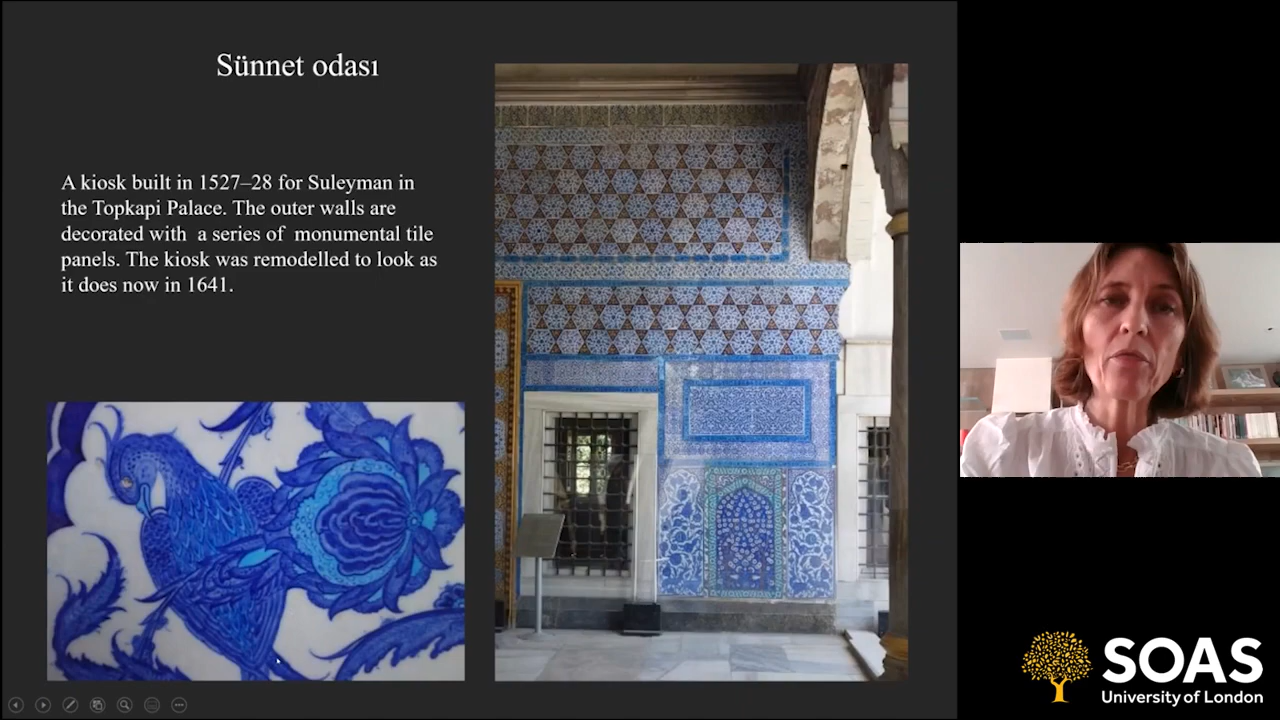 Sünnet odası
A kiosk built in 1527–28 for Suleyman in
the Topkapi Palace. The outer walls are
decorated with  a series of  monumental tile
panels. The kiosk was remodelled to look as
it does now in 1641.
SOAS
University of London